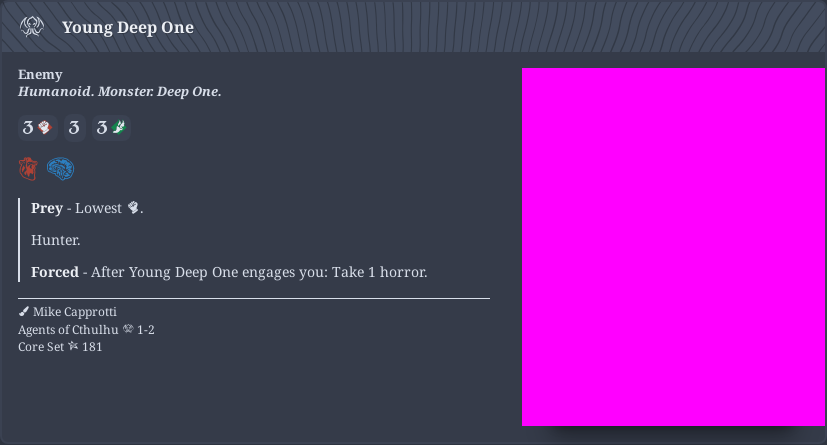 Young Deep One
Enemy
Humanoid. Monster. Deep One.
3 3 3
Prey - Lowest .
Hunter.
Forced - After Young Deep One engages you: Take 1 horror.
Mike Capprotti
Agents of Cthulhu 1-2
Core Set 181